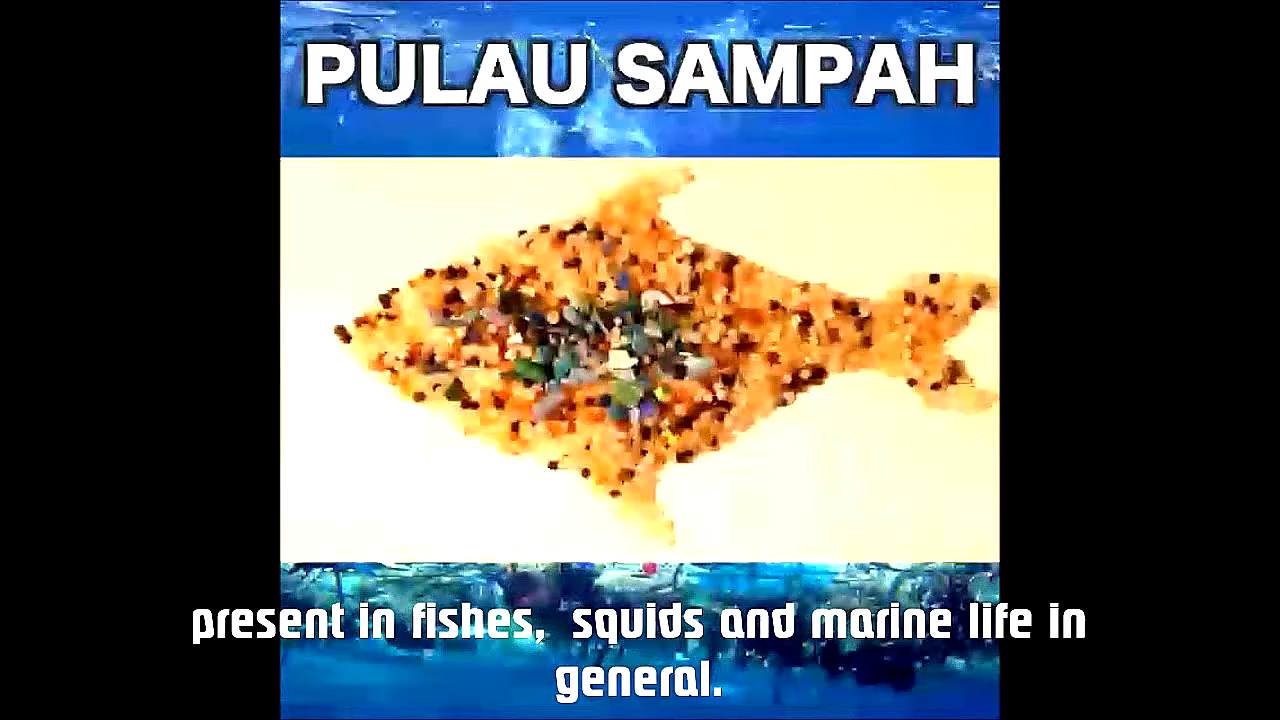 PULAU SAMPAH
present in fishes, squids and marine life in
general.